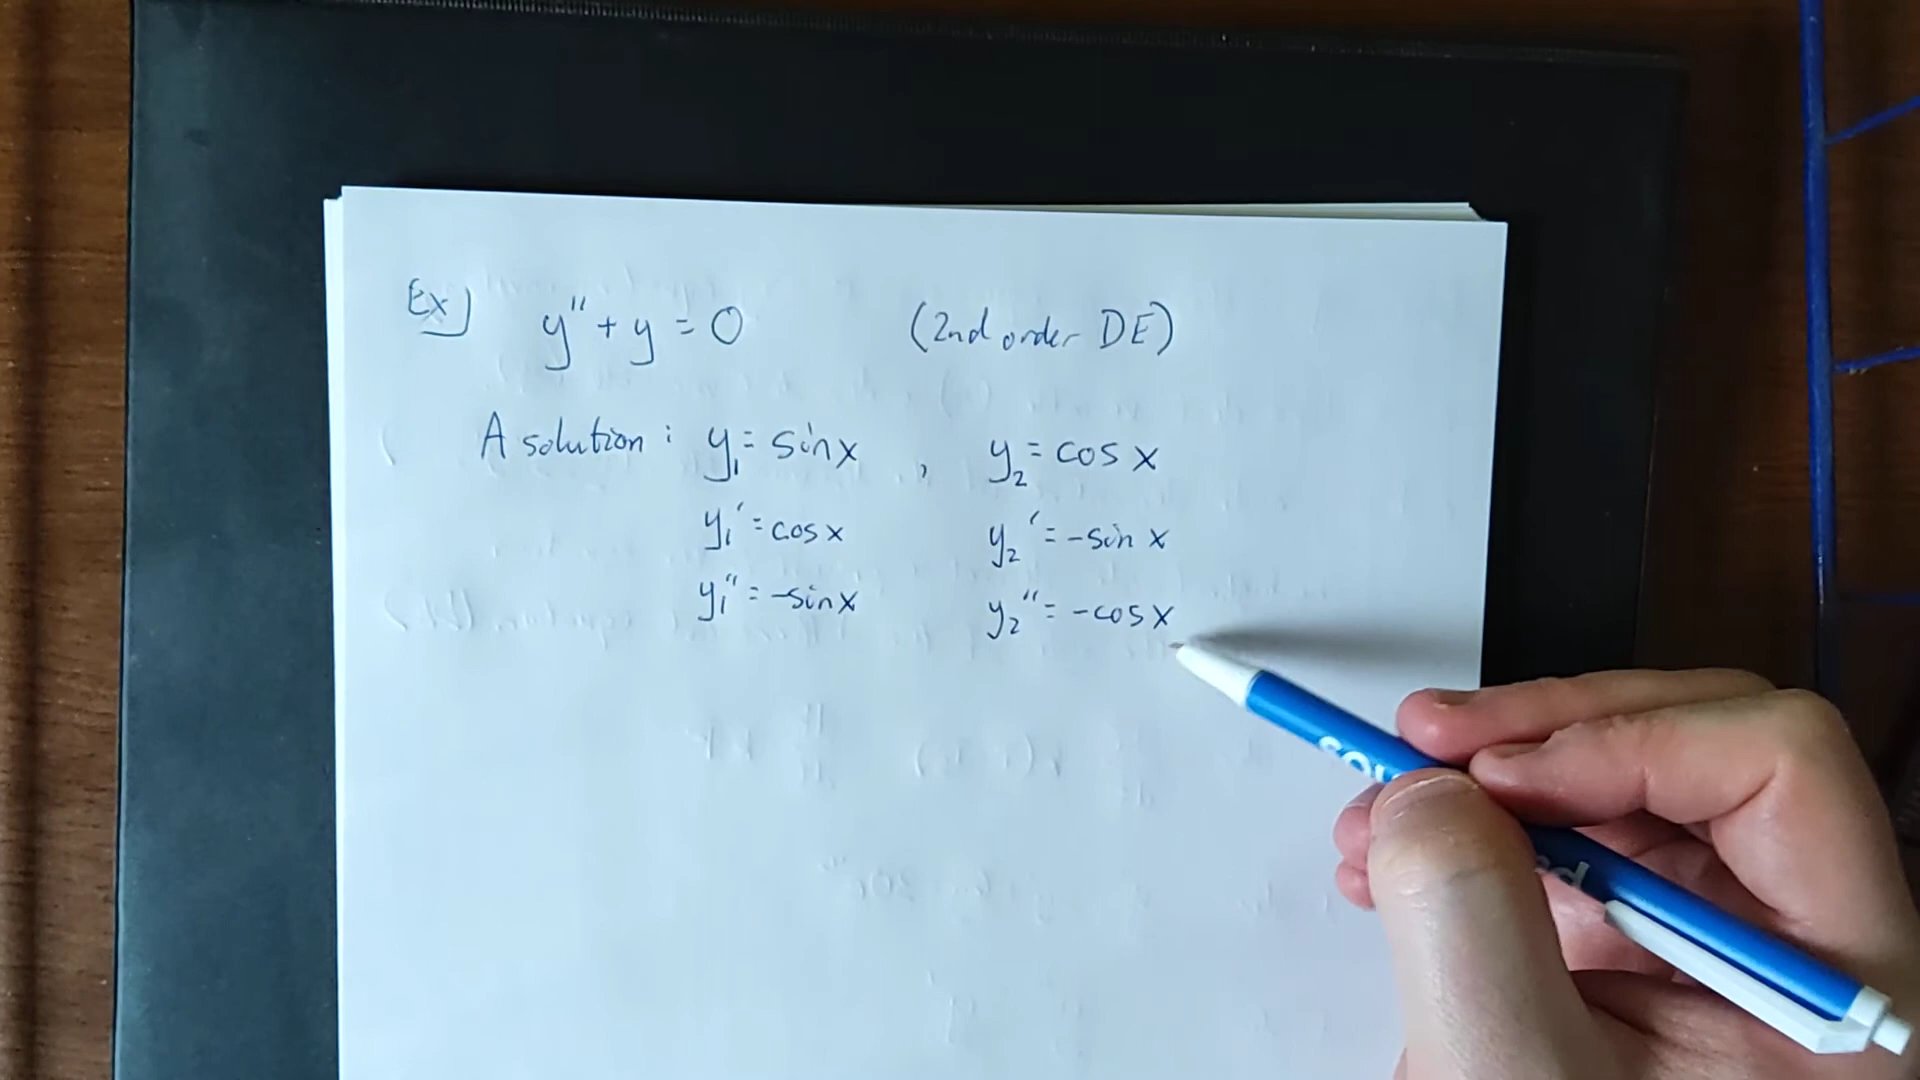 Ex) y'' + y = 0 (2nd order DE)
A solution : y₁ = sin x , y₂ = cos x
y₁' = cos x y₂' = -sin x
y₁'' = -sin x y₂'' = -cos x